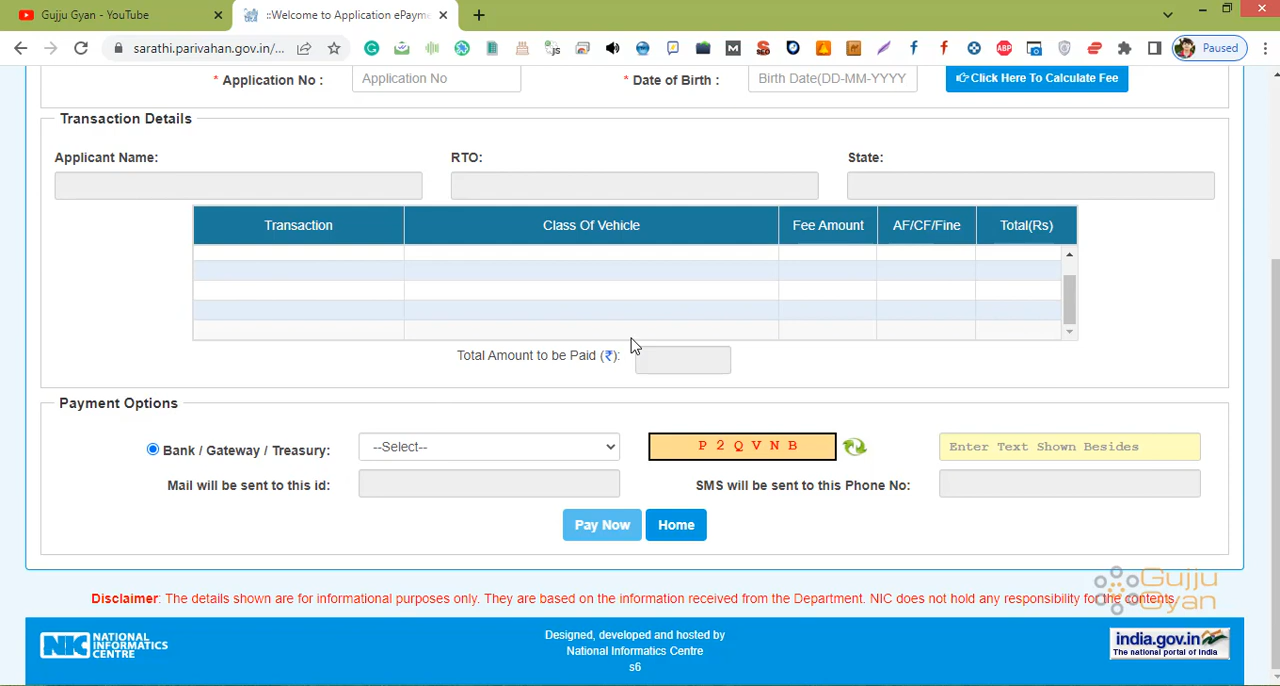 Gujju Gyan - YouTube
::Welcome to Application ePayme
sarathi.parivahan.gov.in/...
Paused
* Application No :
Application No
* Date of Birth :
Birth Date(DD-MM-YYYY
Click Here To Calculate Fee
Transaction Details
Applicant Name:
RTO:
State:
Transaction
Class Of Vehicle
Fee Amount
AF/CF/Fine
Total(Rs)
Total Amount to be Paid (₹):
Payment Options
Bank / Gateway / Treasury:
--Select--
P 2 Q V N B
Enter Text Shown Besides
Mail will be sent to this id:
SMS will be sent to this Phone No:
Pay Now
Home
Gujju
Gyan
Disclaimer: The details shown are for informational purposes only. They are based on the information received from the Department. NIC does not hold any responsibility for the contents.
NIC NATIONAL
INFORMATICS
CENTRE
Designed, developed and hosted by
National Informatics Centre
s6
india.gov.in
The national portal of India